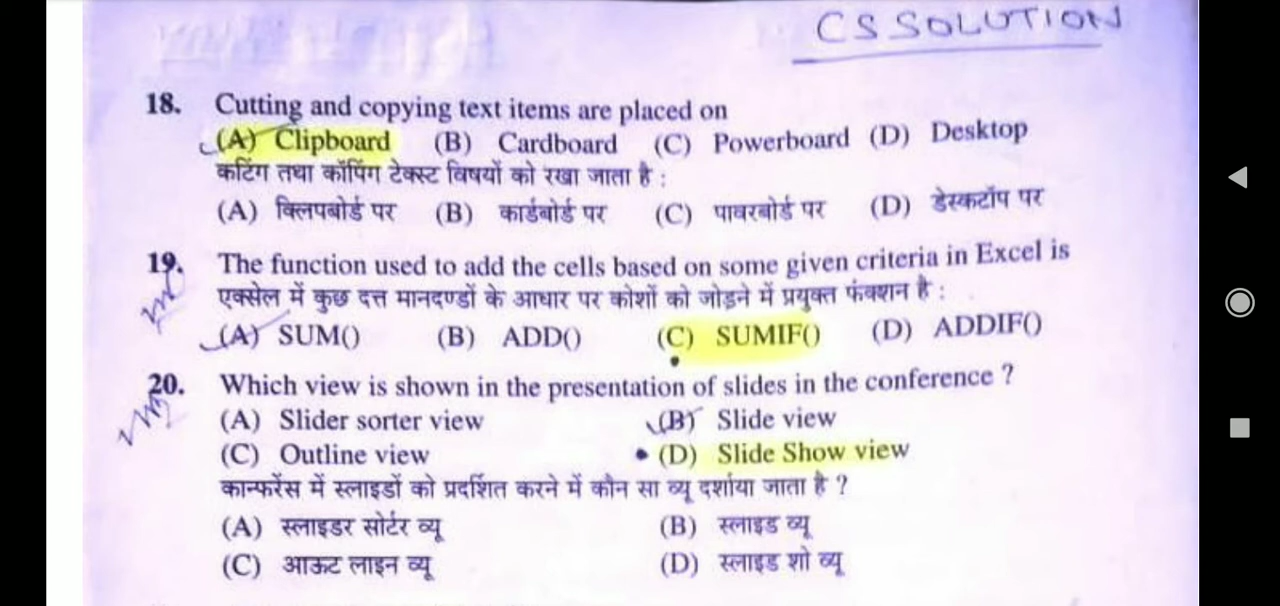 CS SOLUTION
18. Cutting and copying text items are placed on
(A) Clipboard (B) Cardboard (C) Powerboard (D) Desktop
कटिंग तथा कॉपिंग टेक्स्ट विषयों को रखा जाता है :
(A) क्लिपबोर्ड पर (B) कार्डबोर्ड पर (C) पावरबोर्ड पर (D) डेस्कटॉप पर
19. The function used to add the cells based on some given criteria in Excel is
एक्सेल में कुछ दत्त मानदण्डों के आधार पर कोशों को जोड़ने में प्रयुक्त फंक्शन है :
(A) SUM() (B) ADD() (C) SUMIF() (D) ADDIF()
20. Which view is shown in the presentation of slides in the conference ?
(A) Slider sorter view (B) Slide view
(C) Outline view (D) Slide Show view
कान्फरेंस में स्लाइडों को प्रदर्शित करने में कौन सा व्यू दर्शाया जाता है ?
(A) स्लाइडर सोर्टर व्यू (B) स्लाइड व्यू
(C) आऊट लाइन व्यू (D) स्लाइड शो व्यू